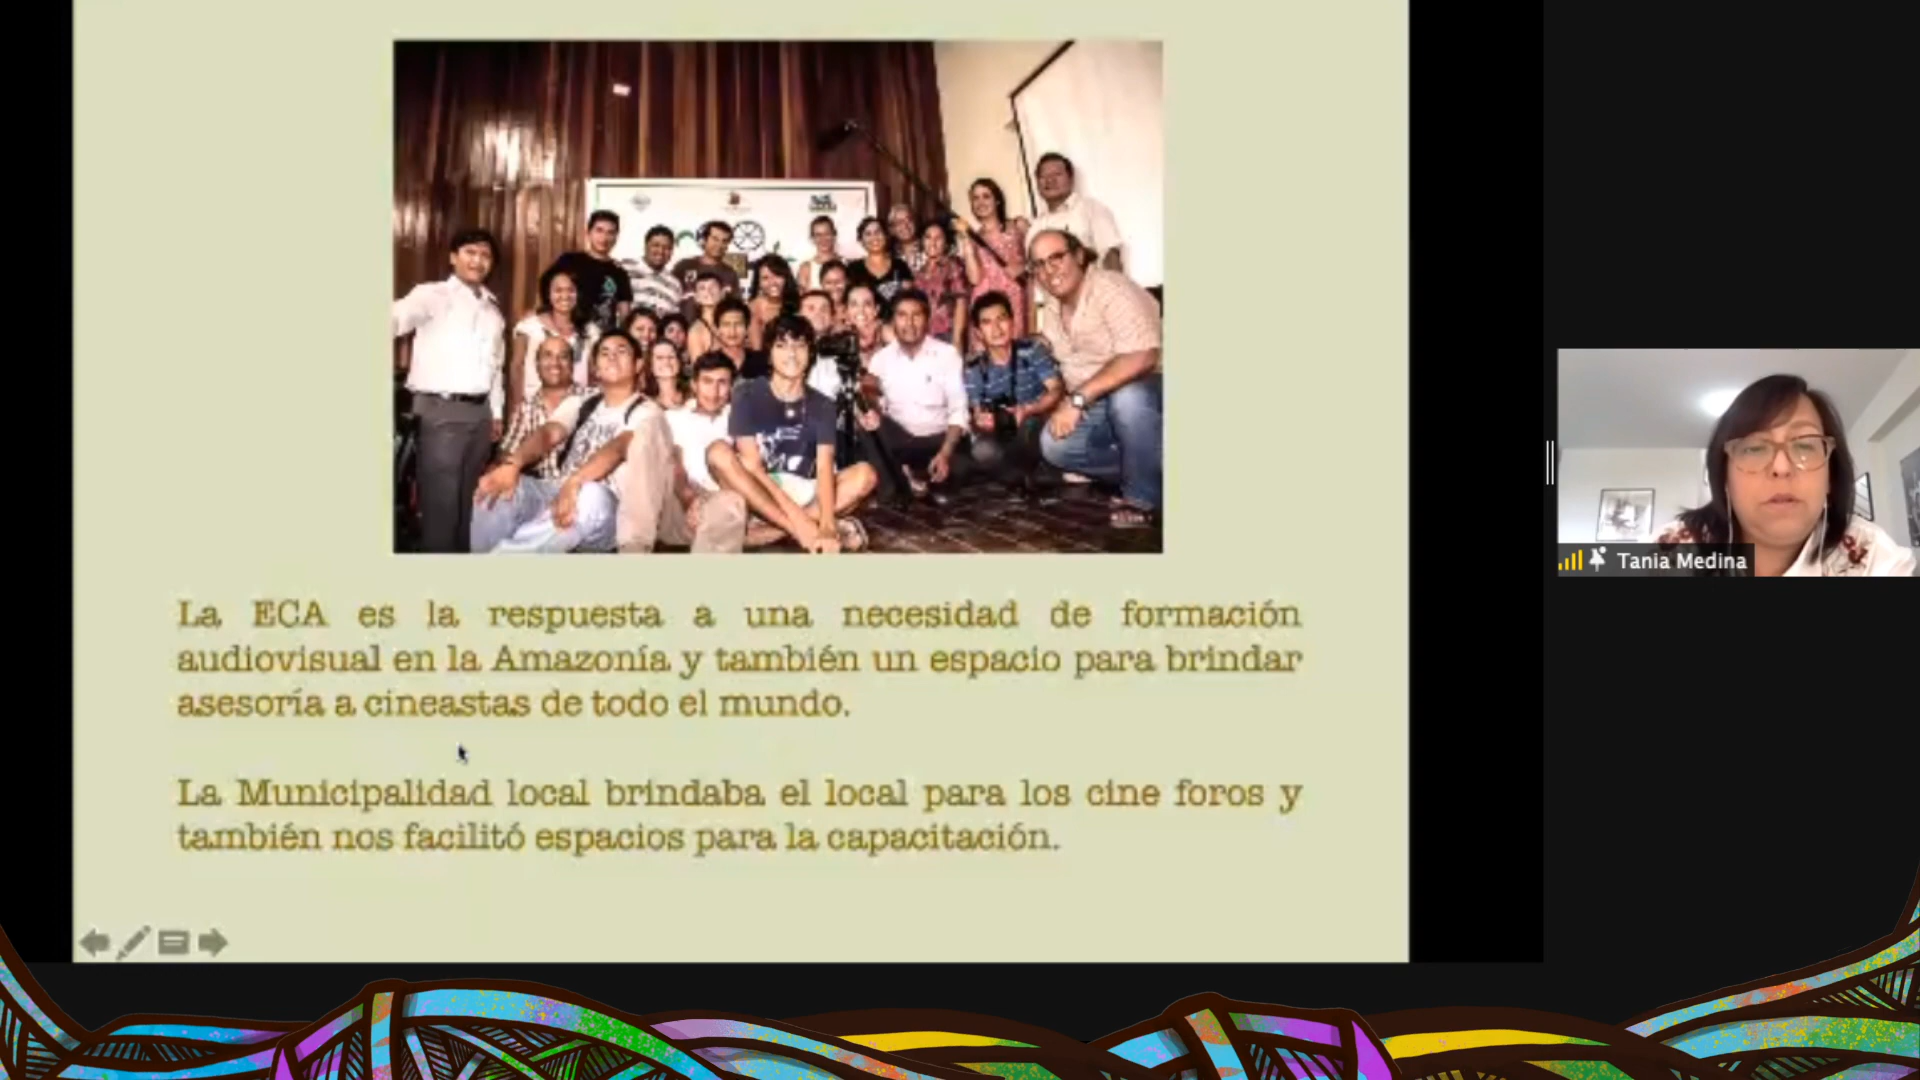 La ECA es la respuesta a una necesidad de formación
audiovisual en la Amazonía y también un espacio para brindar
asesoría a cineastas de todo el mundo.
La Municipalidad local brindaba el local para los cine foros y
también nos facilitó espacios para la capacitación.
Tania Medina